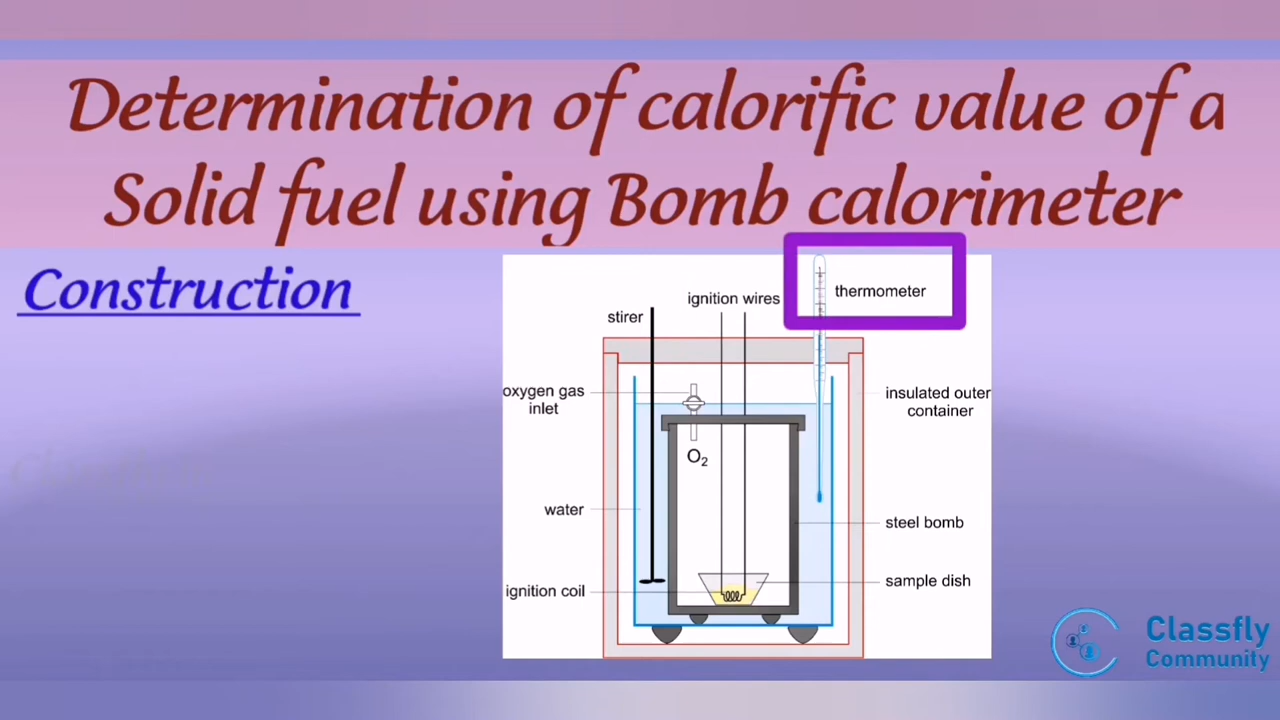 Determination of calorific value of a
Solid fuel using Bomb calorimeter
Construction
thermometer
ignition wires
stirer
oxygen gas
inlet
insulated outer
container
O₂
water
steel bomb
sample dish
ignition coil
Classfly
Community